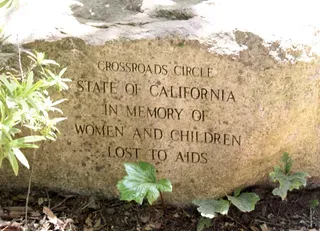 CROSSROADS CIRCLE
STATE OF CALIFORNIA
IN MEMORY OF
WOMEN AND CHILDREN
LOST TO AIDS